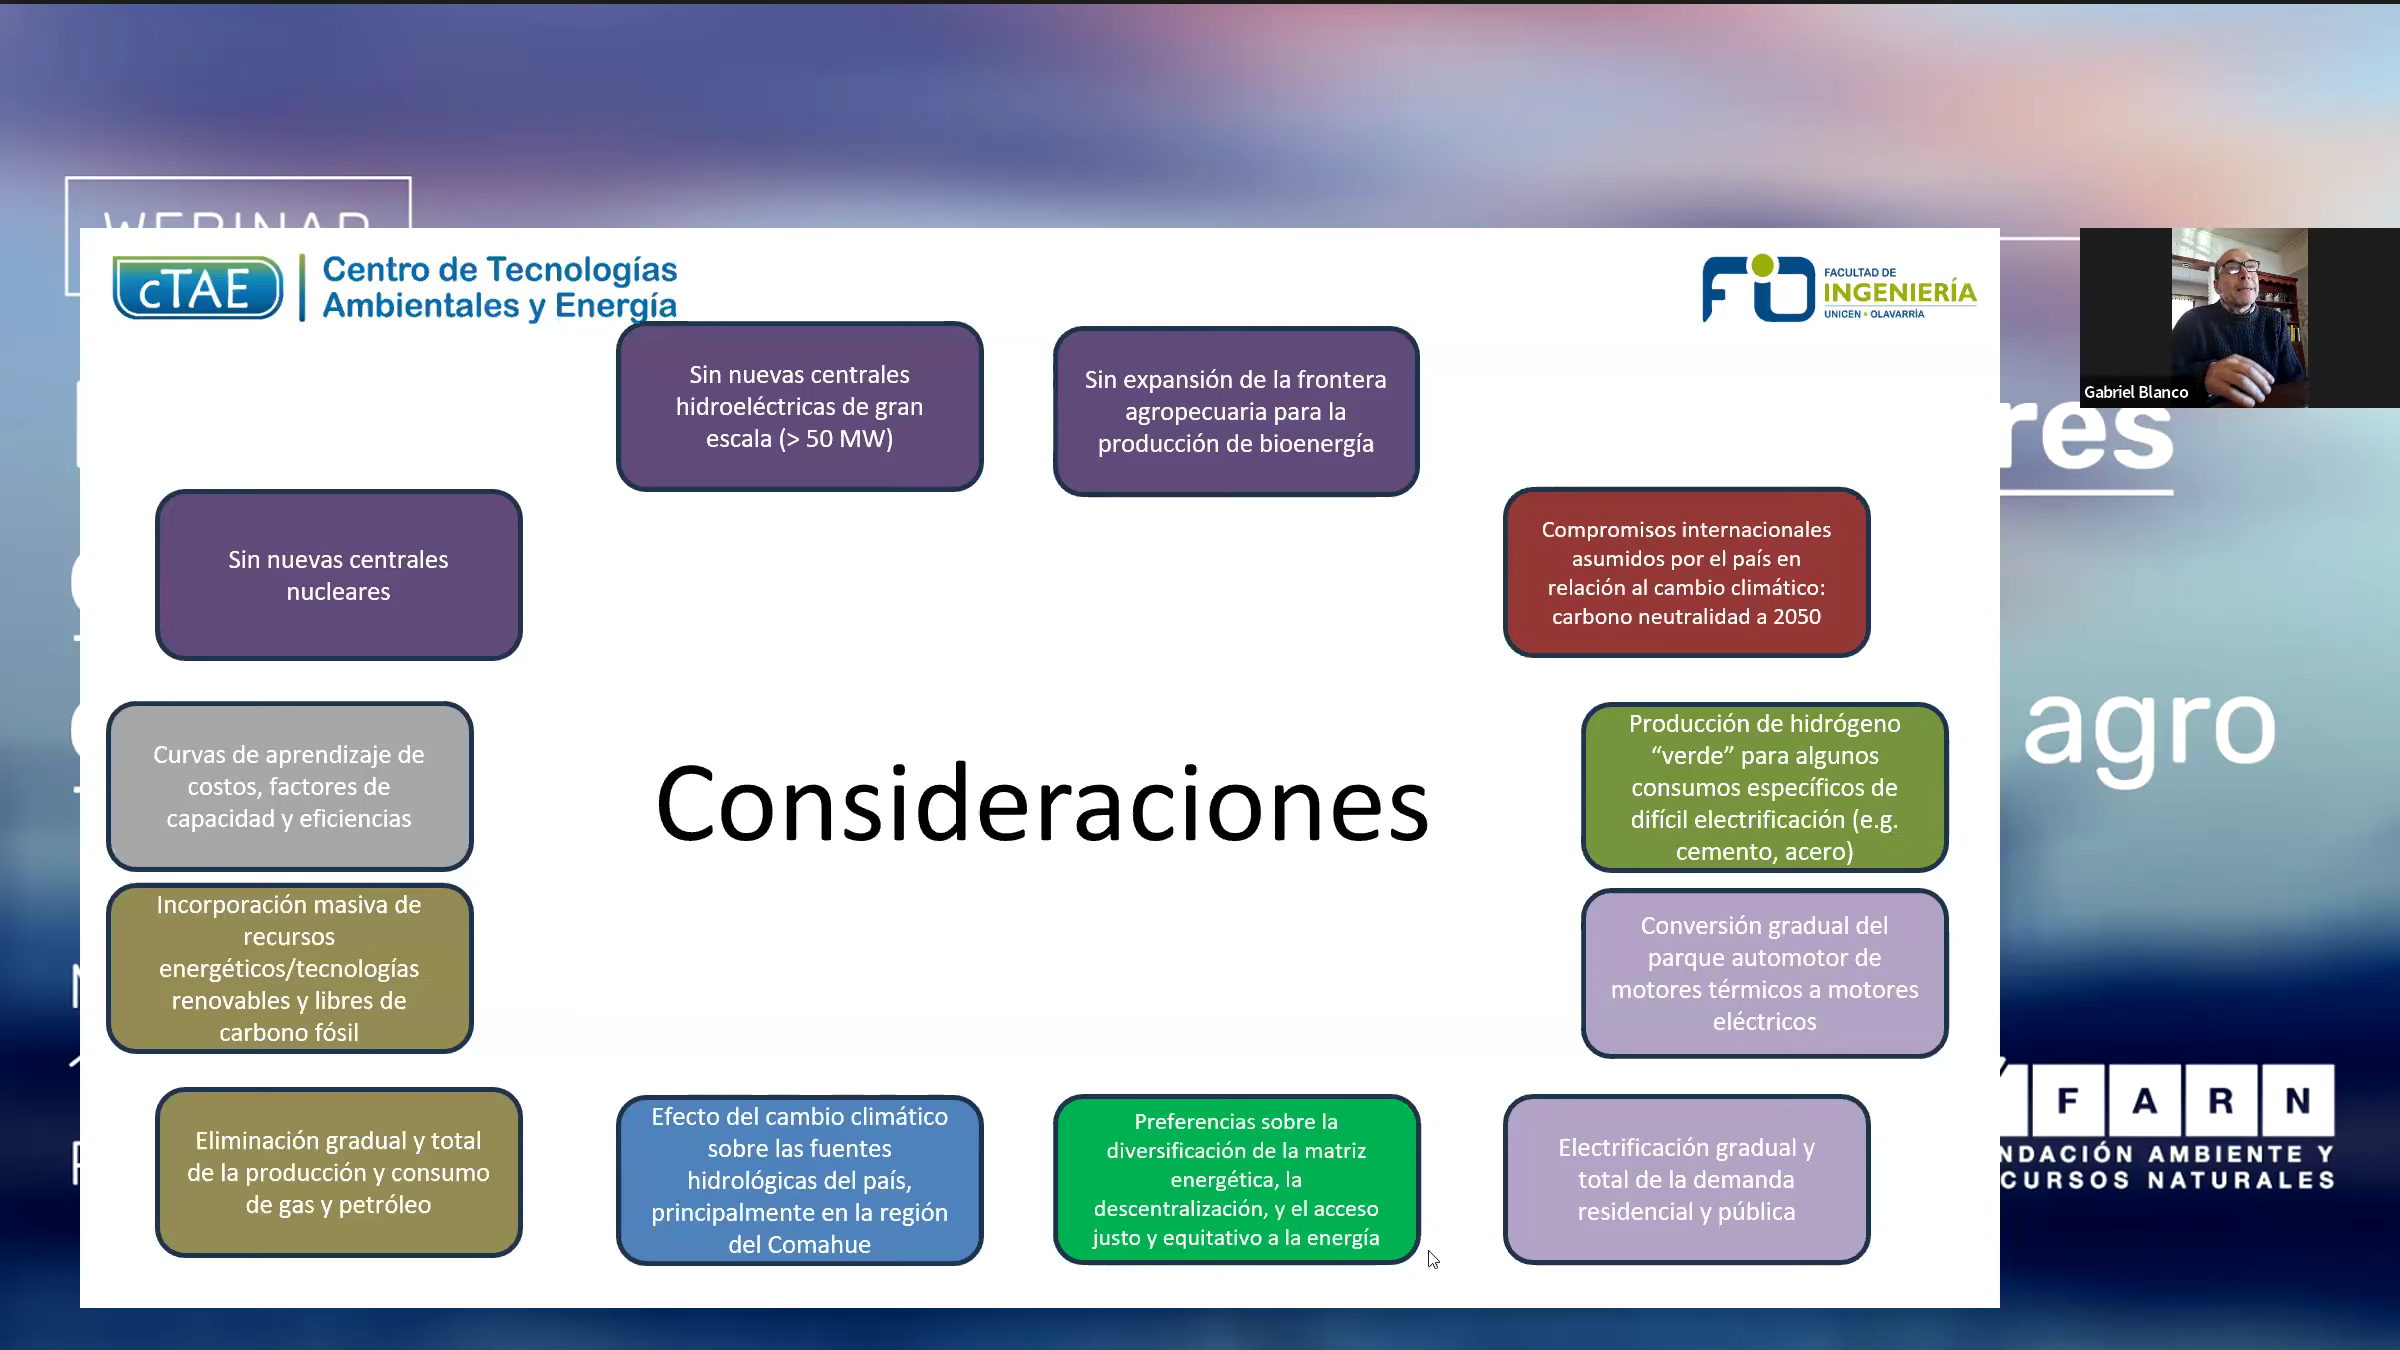 WEBINAR
cTAE
Centro de Tecnologías
Ambientales y Energía
FIO
FACULTAD DE
INGENIERÍA
UNICEN • OLAVARRÍA
Gabriel Blanco
res
agro
Sin nuevas centrales
hidroeléctricas de gran
escala (> 50 MW)
Sin expansión de la frontera
agropecuaria para la
producción de bioenergía
Sin nuevas centrales
nucleares
Compromisos internacionales
asumidos por el país en
relación al cambio climático:
carbono neutralidad a 2050
Curvas de aprendizaje de
costos, factores de
capacidad y eficiencias
Consideraciones
Producción de hidrógeno
“verde” para algunos
consumos específicos de
difícil electrificación (e.g.
cemento, acero)
Incorporación masiva de
recursos
energéticos/tecnologías
renovables y libres de
carbono fósil
Conversión gradual del
parque automotor de
motores térmicos a motores
eléctricos
Eliminación gradual y total
de la producción y consumo
de gas y petróleo
Efecto del cambio climático
sobre las fuentes
hidrológicas del país,
principalmente en la región
del Comahue
Preferencias sobre la
diversificación de la matriz
energética, la
descentralización, y el acceso
justo y equitativo a la energía
Electrificación gradual y
total de la demanda
residencial y pública
FARN
NDACIÓN AMBIENTE Y
CURSOS NATURALES